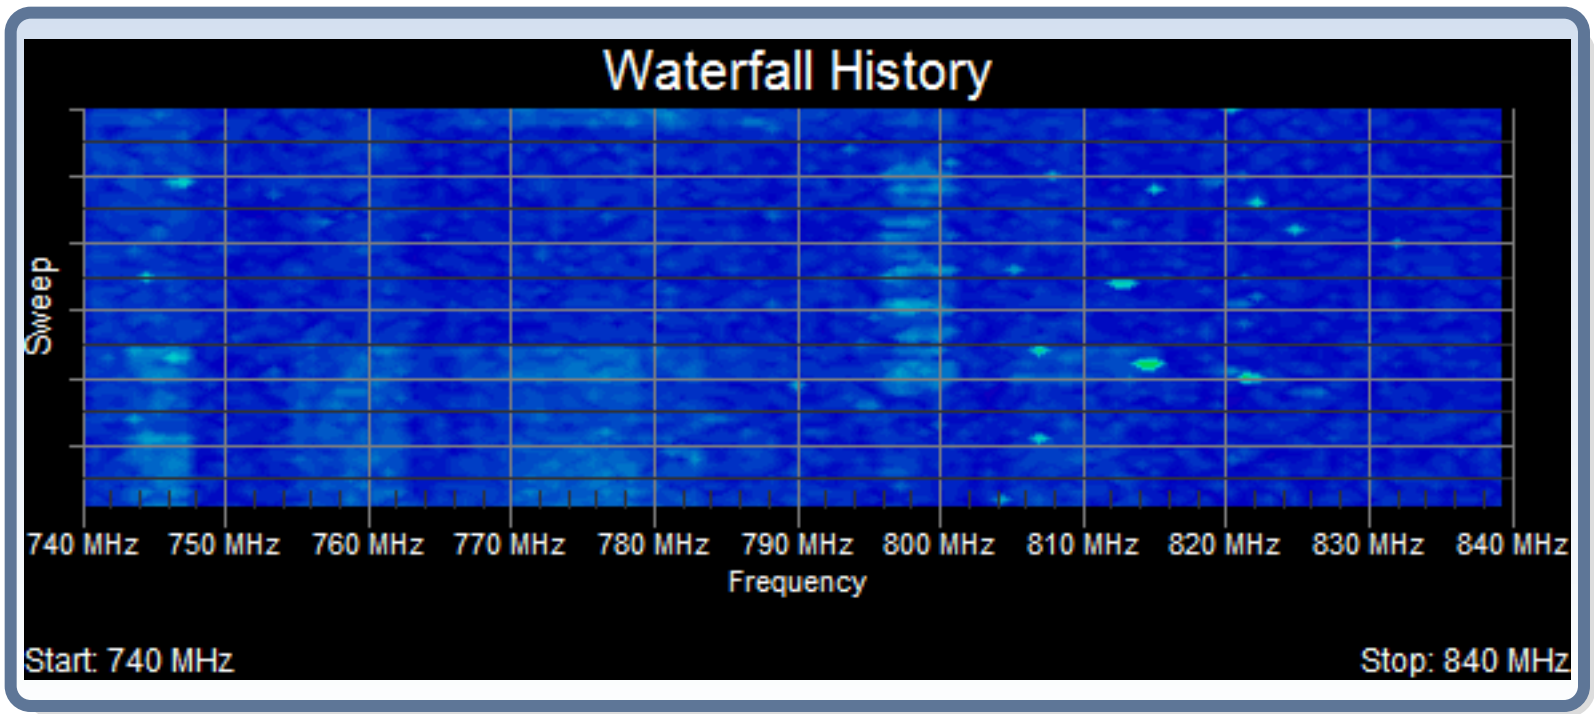 Waterfall History
Sweep
740 MHz 750 MHz 760 MHz 770 MHz 780 MHz 790 MHz 800 MHz 810 MHz 820 MHz 830 MHz 840 MHz
Frequency
Start: 740 MHz Stop: 840 MHz